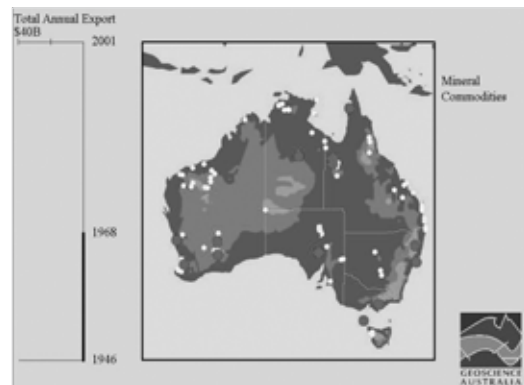 Total Annual Export
$40B
2001
Mineral
Commodities
1968
1946
GEOSCIENCE
AUSTRALIA